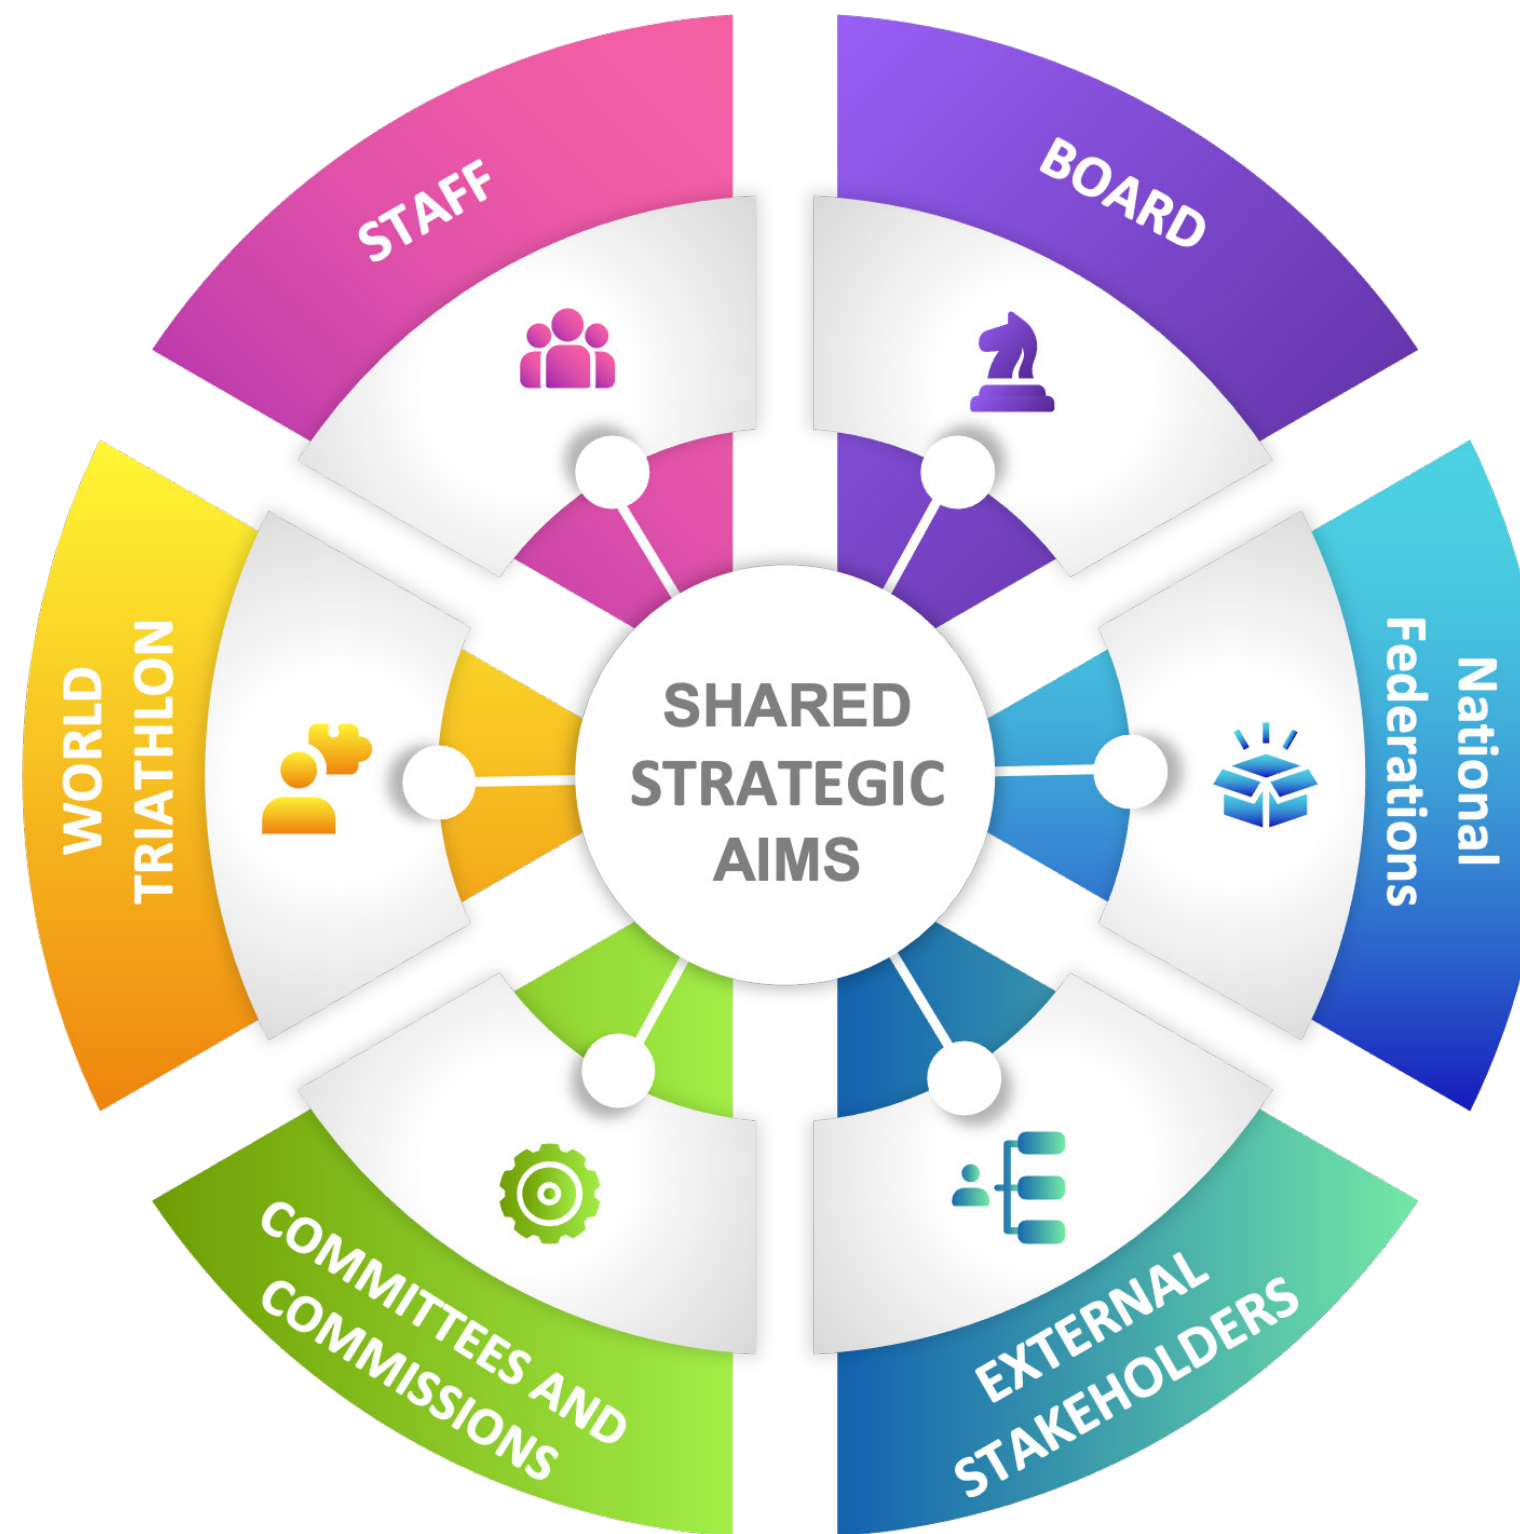 STAFF
BOARD
WORLD
TRIATHLON
SHARED
STRATEGIC
AIMS
National
Federations
COMMITTEES AND
COMMISSIONS
EXTERNAL
STAKEHOLDERS